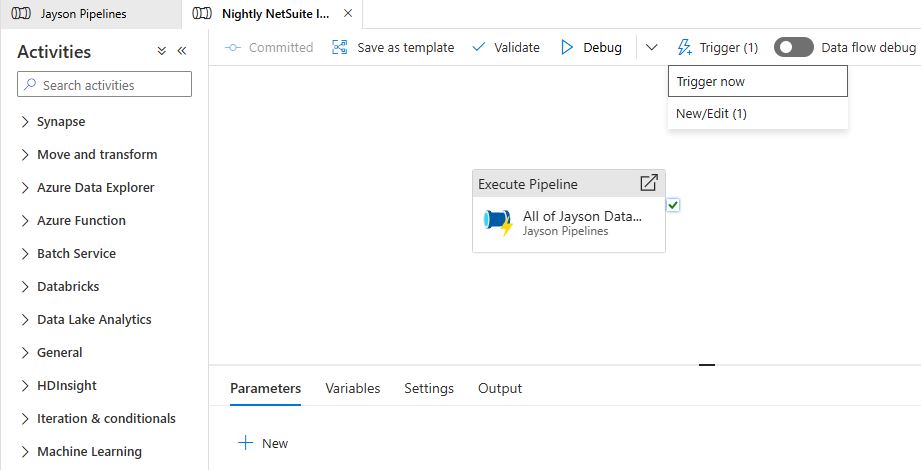 Jayson Pipelines
Nightly NetSuite I...
Activities
Committed
Save as template
Validate
Debug
Trigger (1)
Data flow debug
Search activities
Trigger now
New/Edit (1)
Synapse
Move and transform
Azure Data Explorer
Azure Function
Batch Service
Databricks
Data Lake Analytics
General
HDInsight
Iteration & conditionals
Machine Learning
Execute Pipeline
All of Jayson Data...
Jayson Pipelines
Parameters
Variables
Settings
Output
New